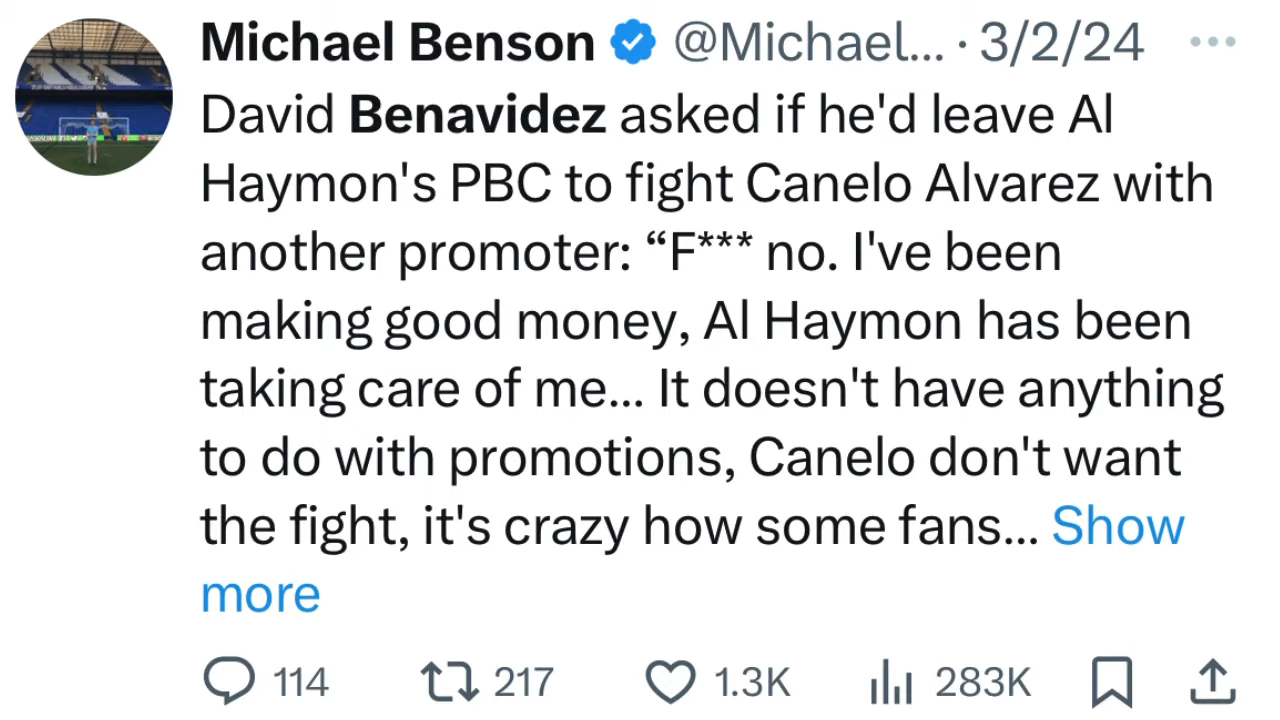 Michael Benson @Michael... · 3/2/24
David Benavidez asked if he'd leave Al
Haymon's PBC to fight Canelo Alvarez with
another promoter: “F*** no. I've been
making good money, Al Haymon has been
taking care of me... It doesn't have anything
to do with promotions, Canelo don't want
the fight, it's crazy how some fans... Show
more
114 217 1.3K 283K